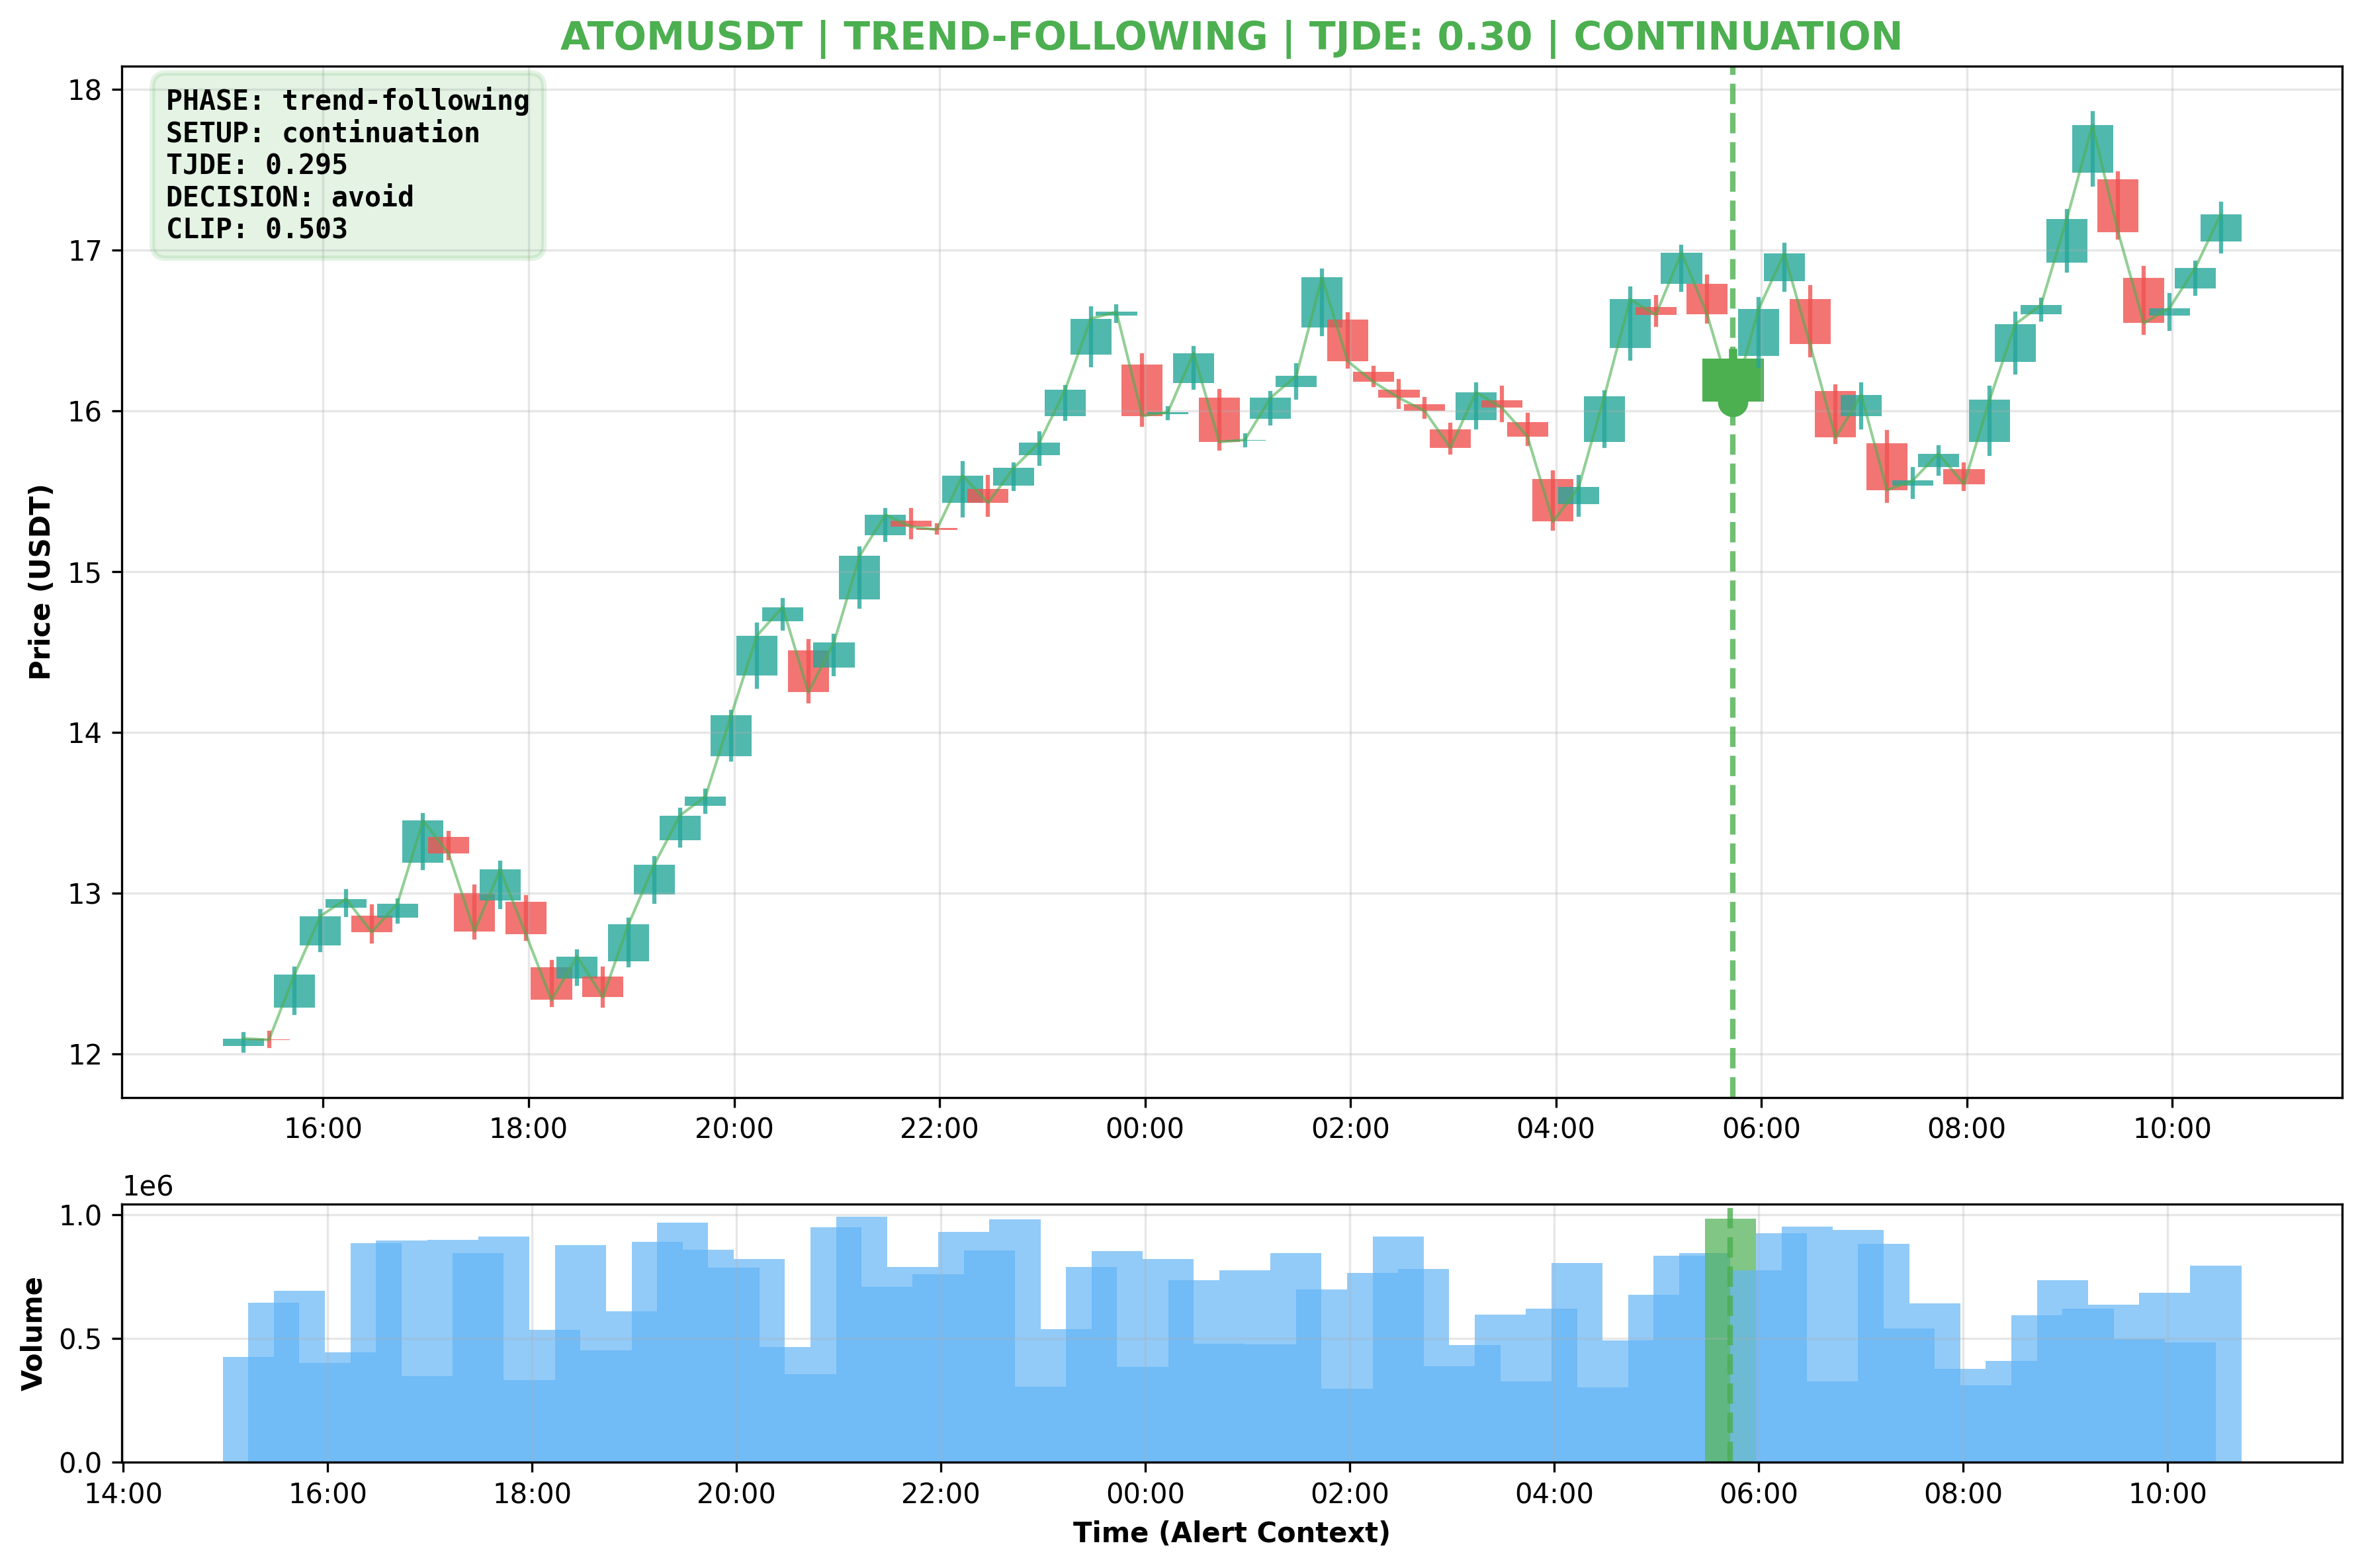 ATOMUSDT | TREND-FOLLOWING | TJDE: 0.30 | CONTINUATION
PHASE: trend-following
SETUP: continuation
TJDE: 0.295
DECISION: avoid
CLIP: 0.503
Price (USDT)
18
17
16
15
14
13
12
16:00 18:00 20:00 22:00 00:00 02:00 04:00 06:00 08:00 10:00
1e6
Volume
1.0
0.5
0.0
14:00 16:00 18:00 20:00 22:00 00:00 02:00 04:00 06:00 08:00 10:00
Time (Alert Context)